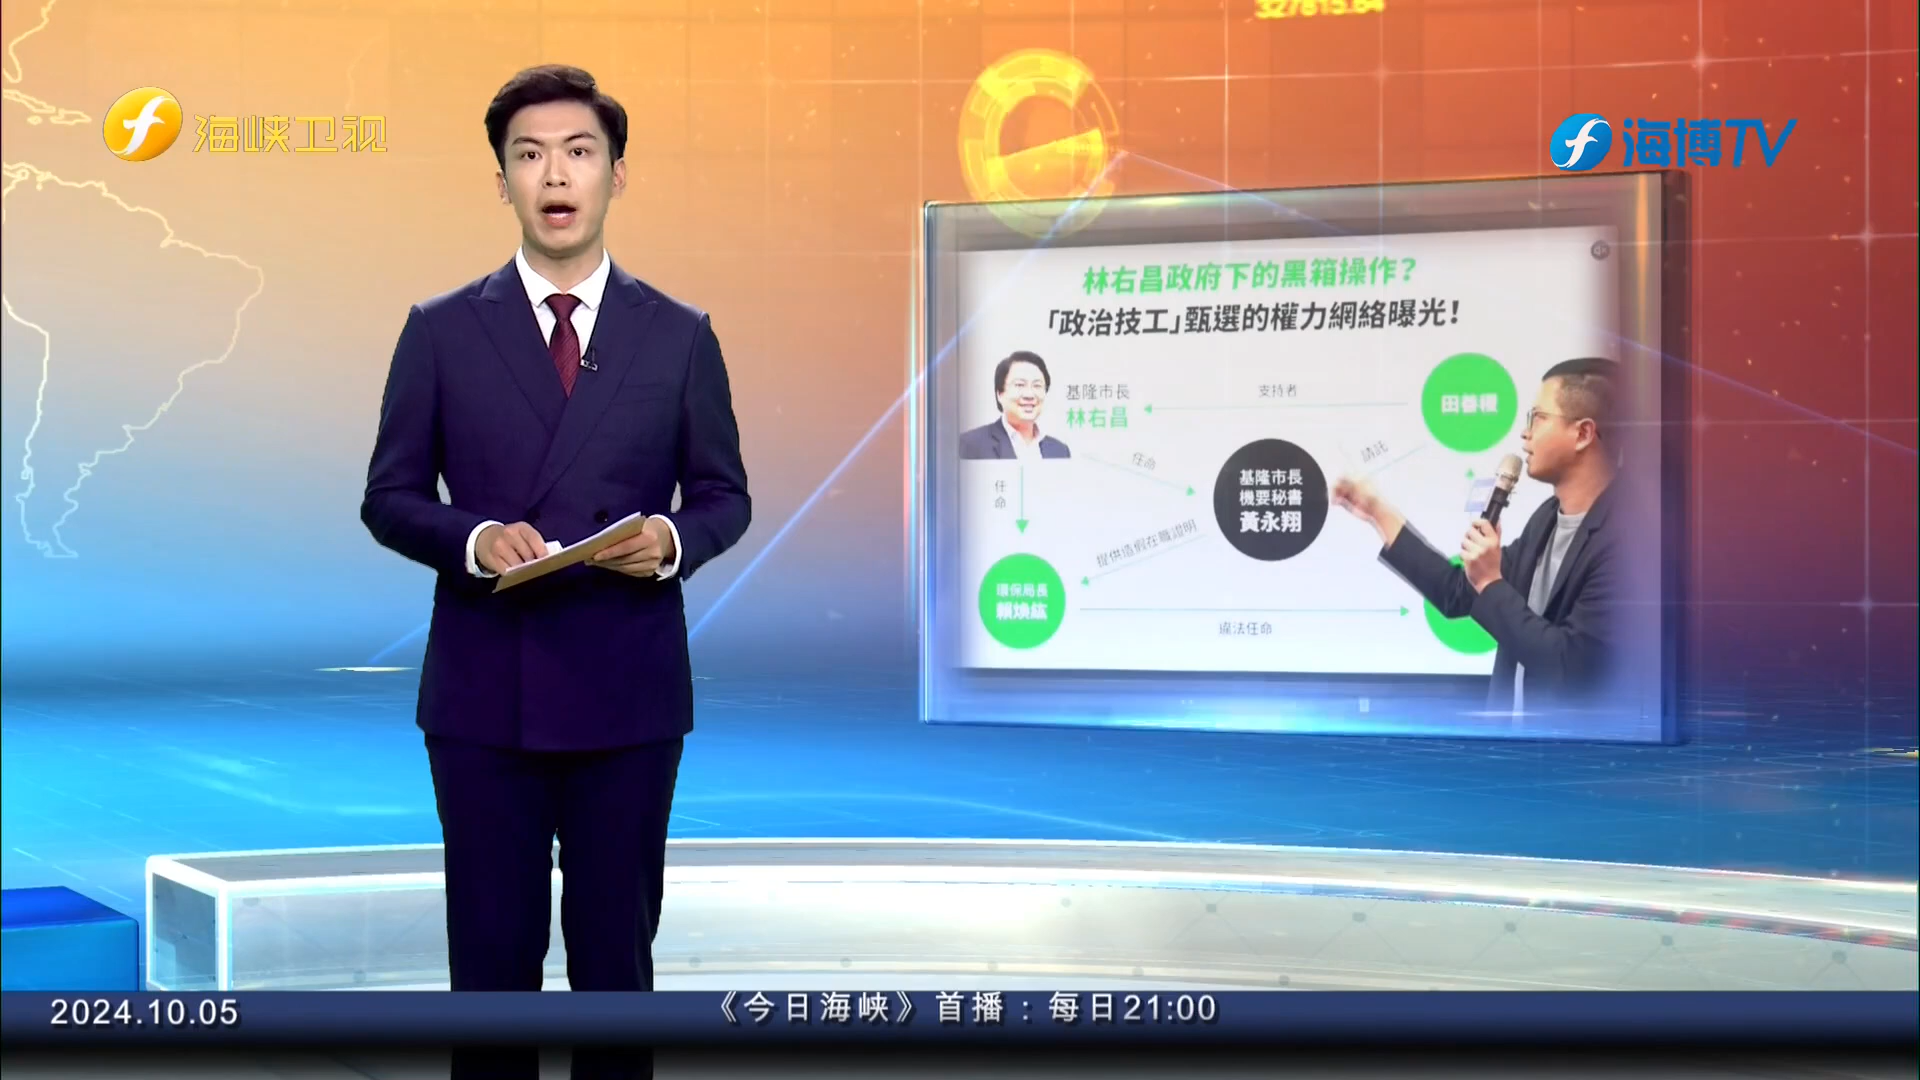 327815.64
海峡卫视
海博TV
林右昌政府下的黑箱操作?
「政治技工」甄選的權力網絡曝光!
基隆市長
林右昌
支持者
田善櫃
任命
請託
基隆市長
機要秘書
黃永翔
任命
提供造假在職證明
環保局長
賴煥紘
違法任命
2024.10.05
《今日海峡》首播：每日21:00